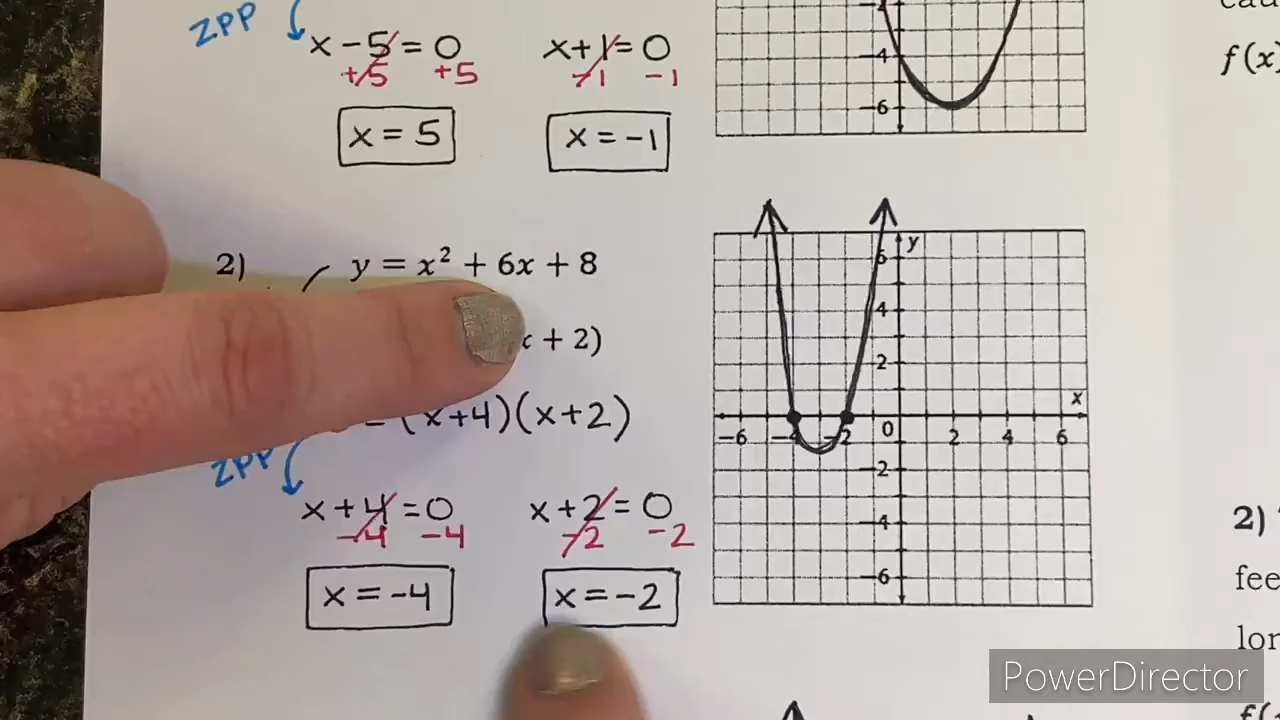 ZPP
x - 5 = 0 x + 1 = 0
+5 +5 -1 -1
x = 5 x = -1
-4
-6
f(x)
2) y = x² + 6x + 8
+ 2)
(x+4)(x+2)
ZPP
x + 4 = 0 x + 2 = 0
-4 -4 -2 -2
x = -4 x = -2
y
6
4
2
x
-6 -4 -2 0 2 4 6
-2
-4
-6
2)
fee
PowerDirector